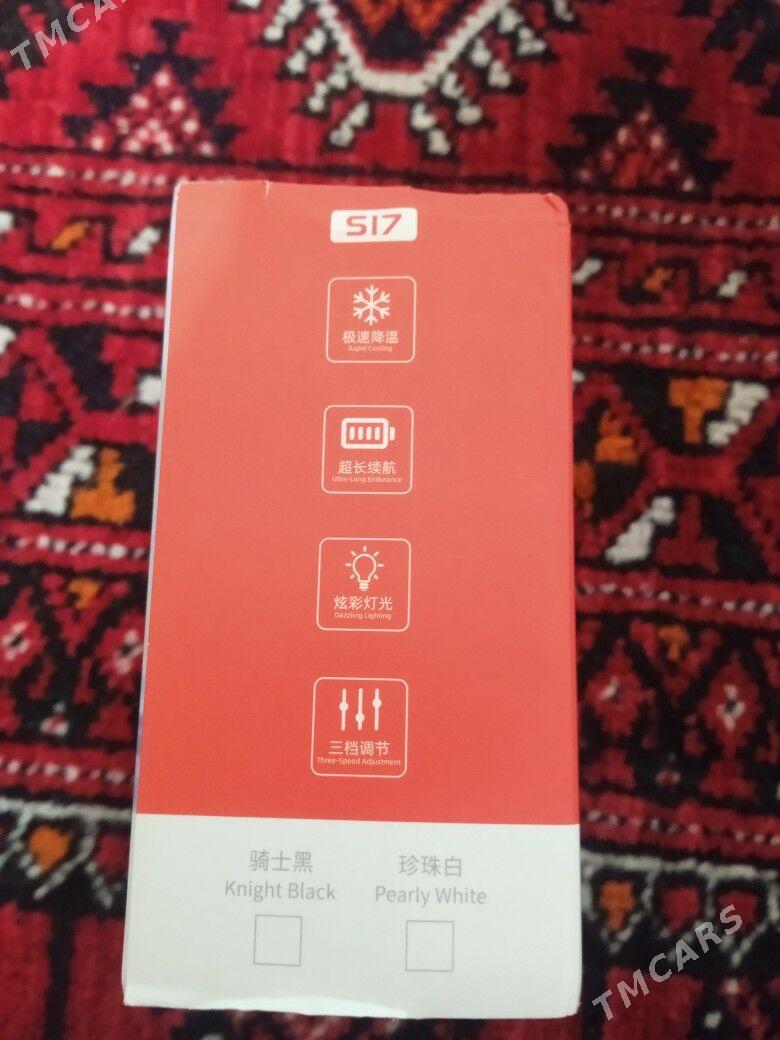 TMCARS
S17
极速降温
Rapid Cooling
超长续航
Ultra-Long Endurance
炫彩灯光
Dazzling Lighting
三档调节
Three-Speed Adjustment
骑士黑 珍珠白
Knight Black Pearly White
TMCARS